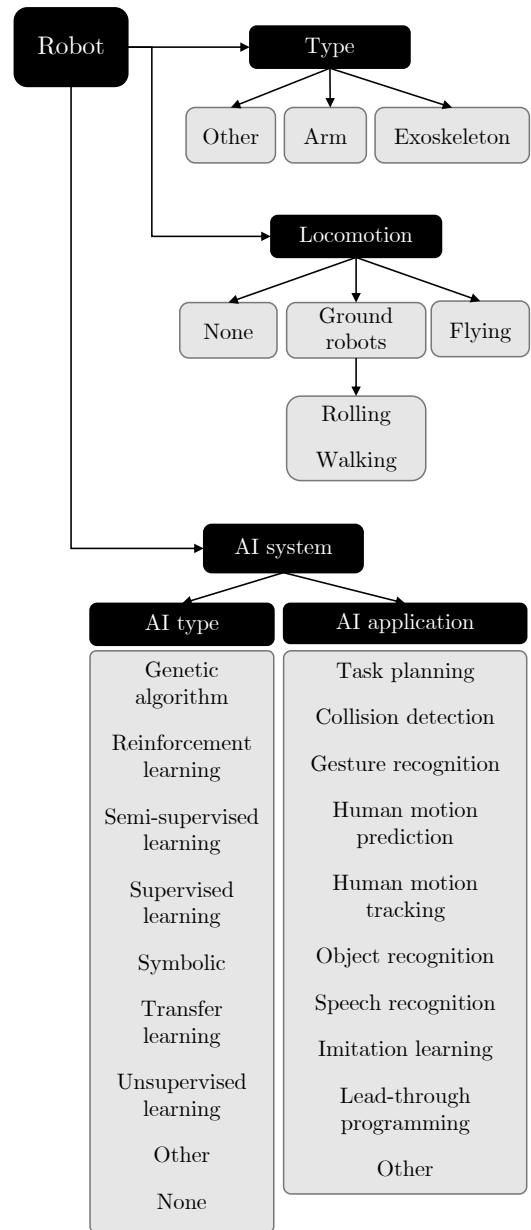 Robot
Type
Other
Arm
Exoskeleton
Locomotion
None
Ground
robots
Flying
Rolling
Walking
AI system
AI type
AI application
Genetic
algorithm
Reinforcement
learning
Semi-supervised
learning
Supervised
learning
Symbolic
Transfer
learning
Unsupervised
learning
Other
None
Task planning
Collision detection
Gesture recognition
Human motion
prediction
Human motion
tracking
Object recognition
Speech recognition
Imitation learning
Lead-through
programming
Other